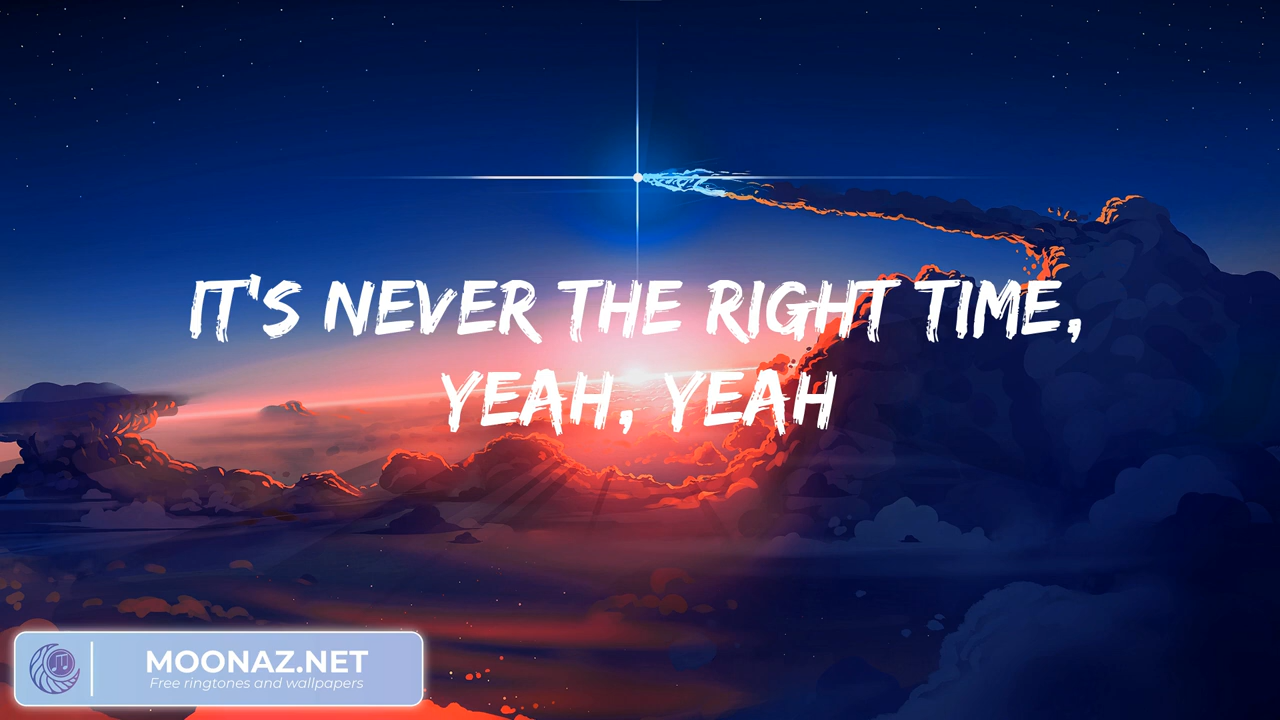 IT'S NEVER THE RIGHT TIME,
YEAH, YEAH
MOONAZ.NET
Free ringtones and wallpapers